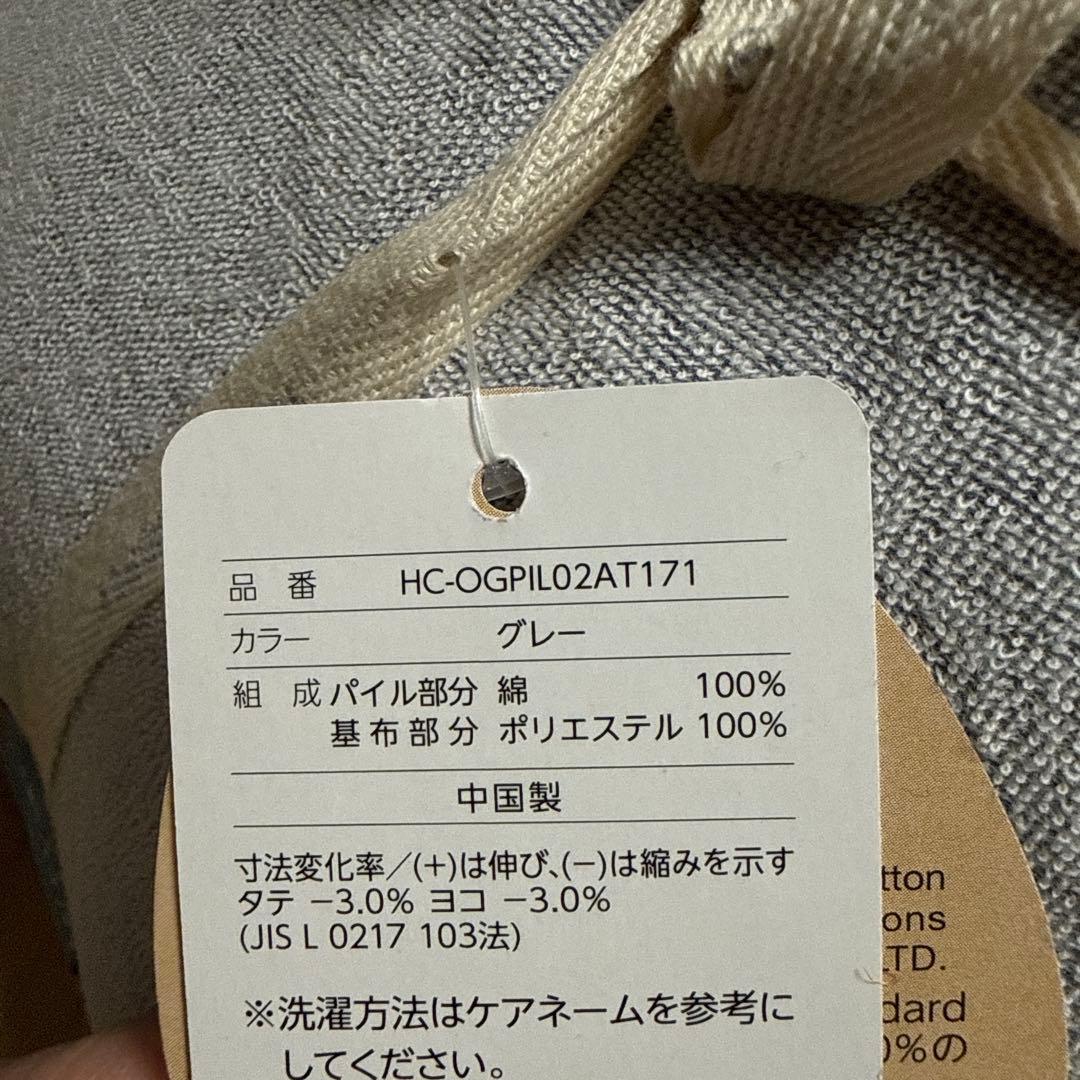 品 番 HC-OGPIL02AT171
カラー グレー
組 成 パイル部分 綿 100%
基布部分 ポリエステル 100%
中国製
寸法変化率/(+)は伸び、(−)は縮みを示す
タテ −3.0% ヨコ −3.0%
(JIS L 0217 103法)
※洗濯方法はケアネームを参考に
してください。
tton
ons
LTD.
dard
0%の